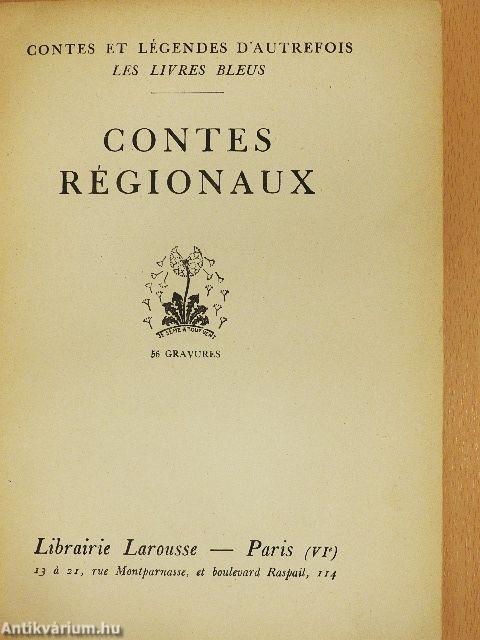 CONTES ET LÉGENDES D'AUTREFOIS
LES LIVRES BLEUS
CONTES
RÉGIONAUX
JE SÈME À TOUT VENT
56 GRAVURES
Librairie Larousse — Paris (VIe)
13 à 21, rue Montparnasse, et boulevard Raspail, 114
Antikvárium.hu